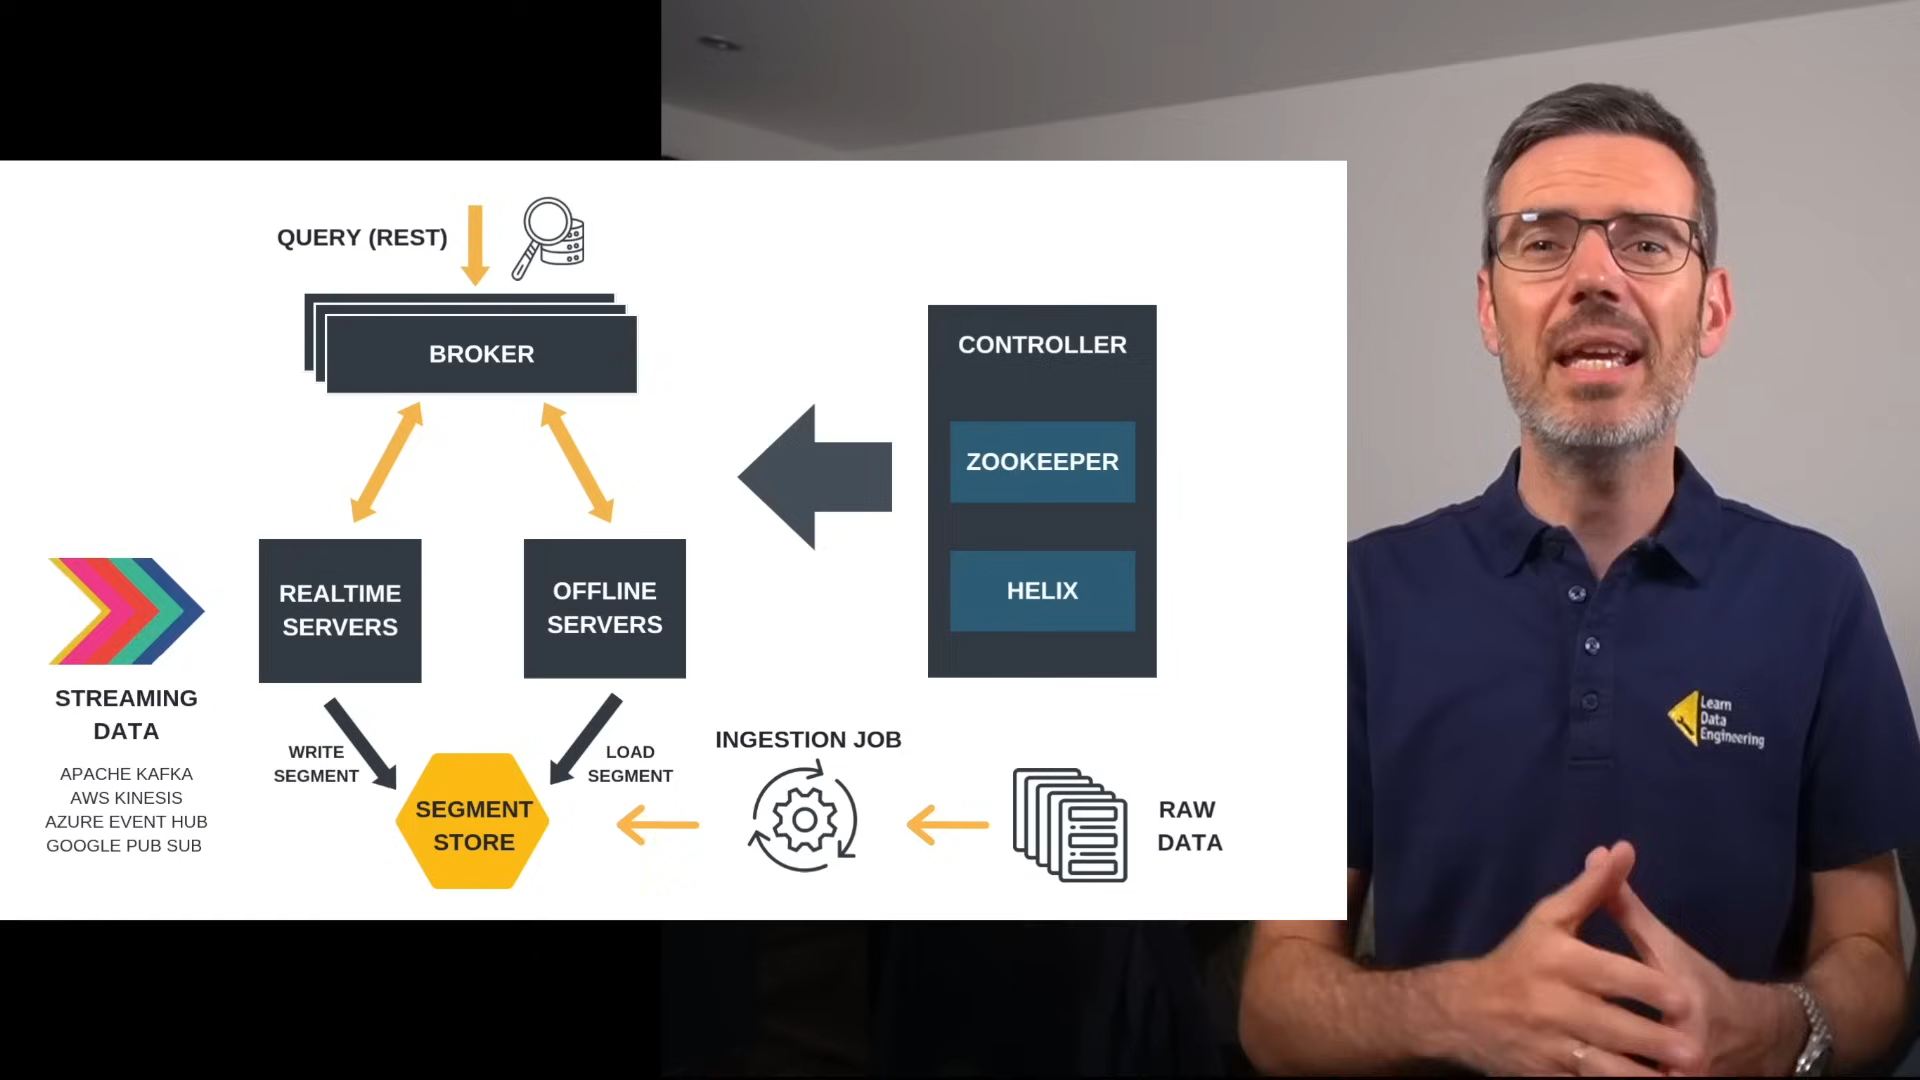 QUERY (REST)
BROKER
CONTROLLER
ZOOKEEPER
HELIX
REALTIME
SERVERS
OFFLINE
SERVERS
STREAMING
DATA
APACHE KAFKA
AWS KINESIS
AZURE EVENT HUB
GOOGLE PUB SUB
WRITE
SEGMENT
LOAD
SEGMENT
SEGMENT
STORE
INGESTION JOB
RAW
DATA
Learn
Data
Engineering